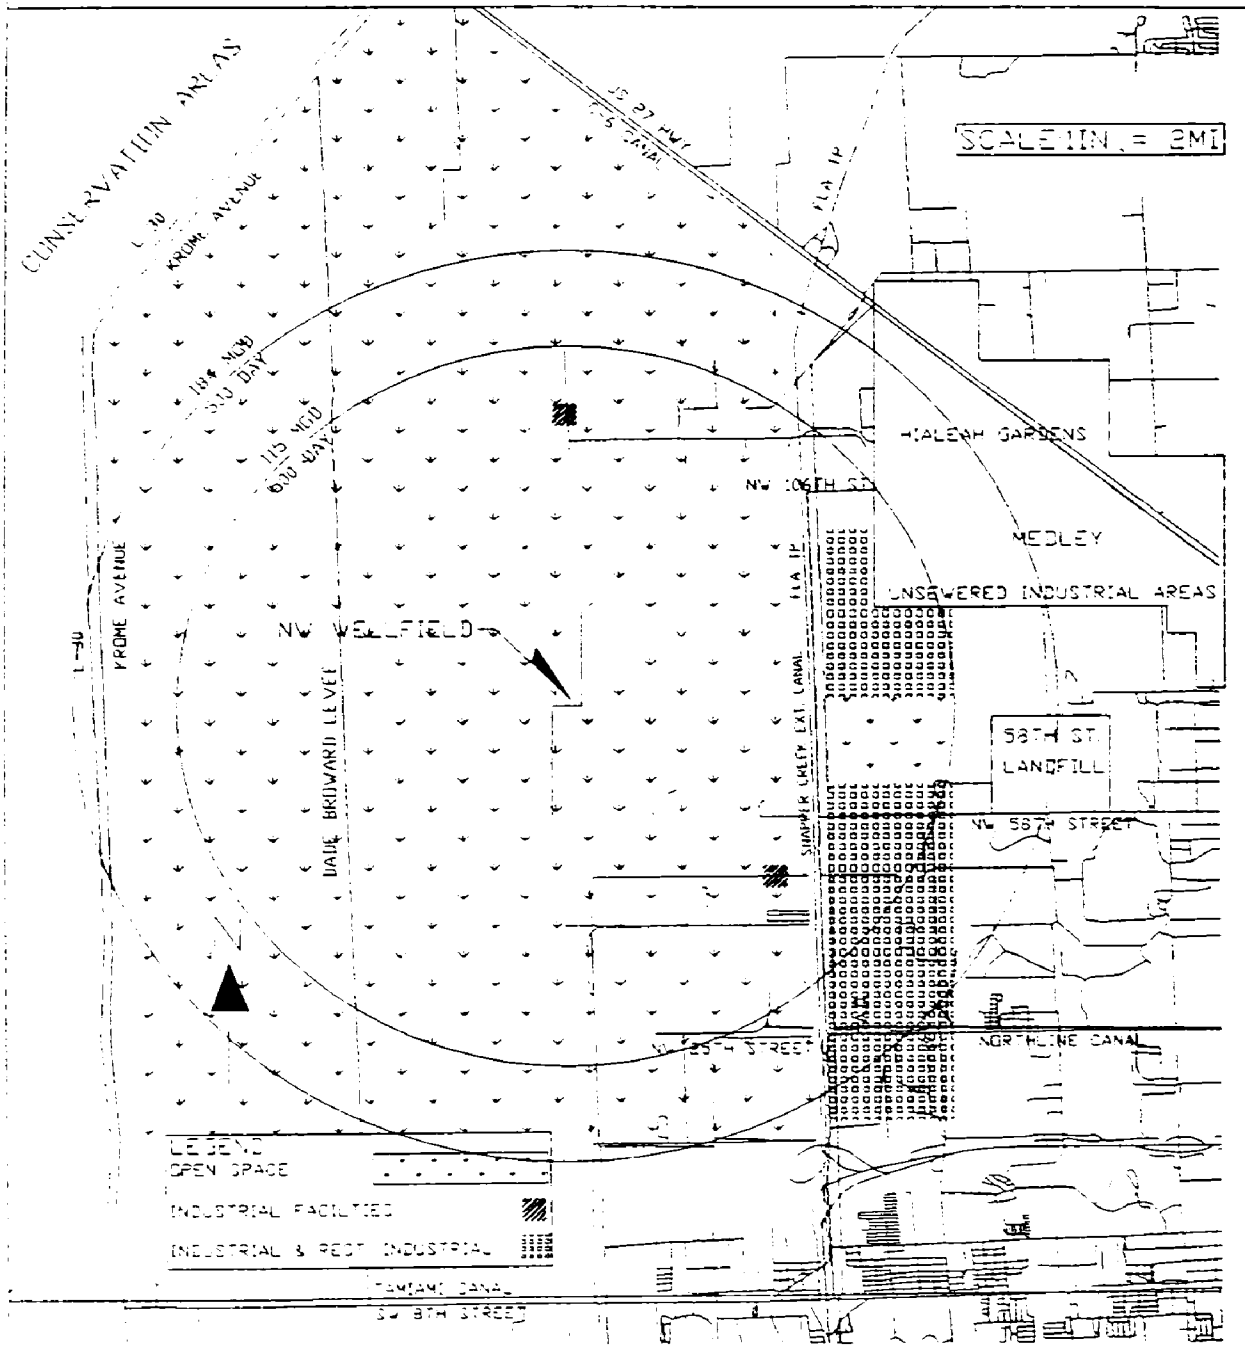 CONSERVATION AREAS
US 27 HWY
C-6 CANAL
SCALE 1IN. = 2MI
FLA TP
L 30
KROME AVENUE
184 MGD
115 MGD
600 DAY
HIALEAH GARDENS
NW 106TH ST
MEDLEY
UNSEWERED INDUSTRIAL AREAS
FLA TP
L-30
KROME AVENUE
NW WELLFIELD
DADE BROWARD LEVEE
SNAPPER CREEK EXT. CANAL
58TH ST.
LANDFILL
NW 58TH STREET
NW 25TH STREET
NORTHLINE CANAL
LEGEND
OPEN SPACE
INDUSTRIAL FACILTIES
INDUSTRIAL & REST INDUSTRIAL
TAMIAMI CANAL
SW 8TH STREET